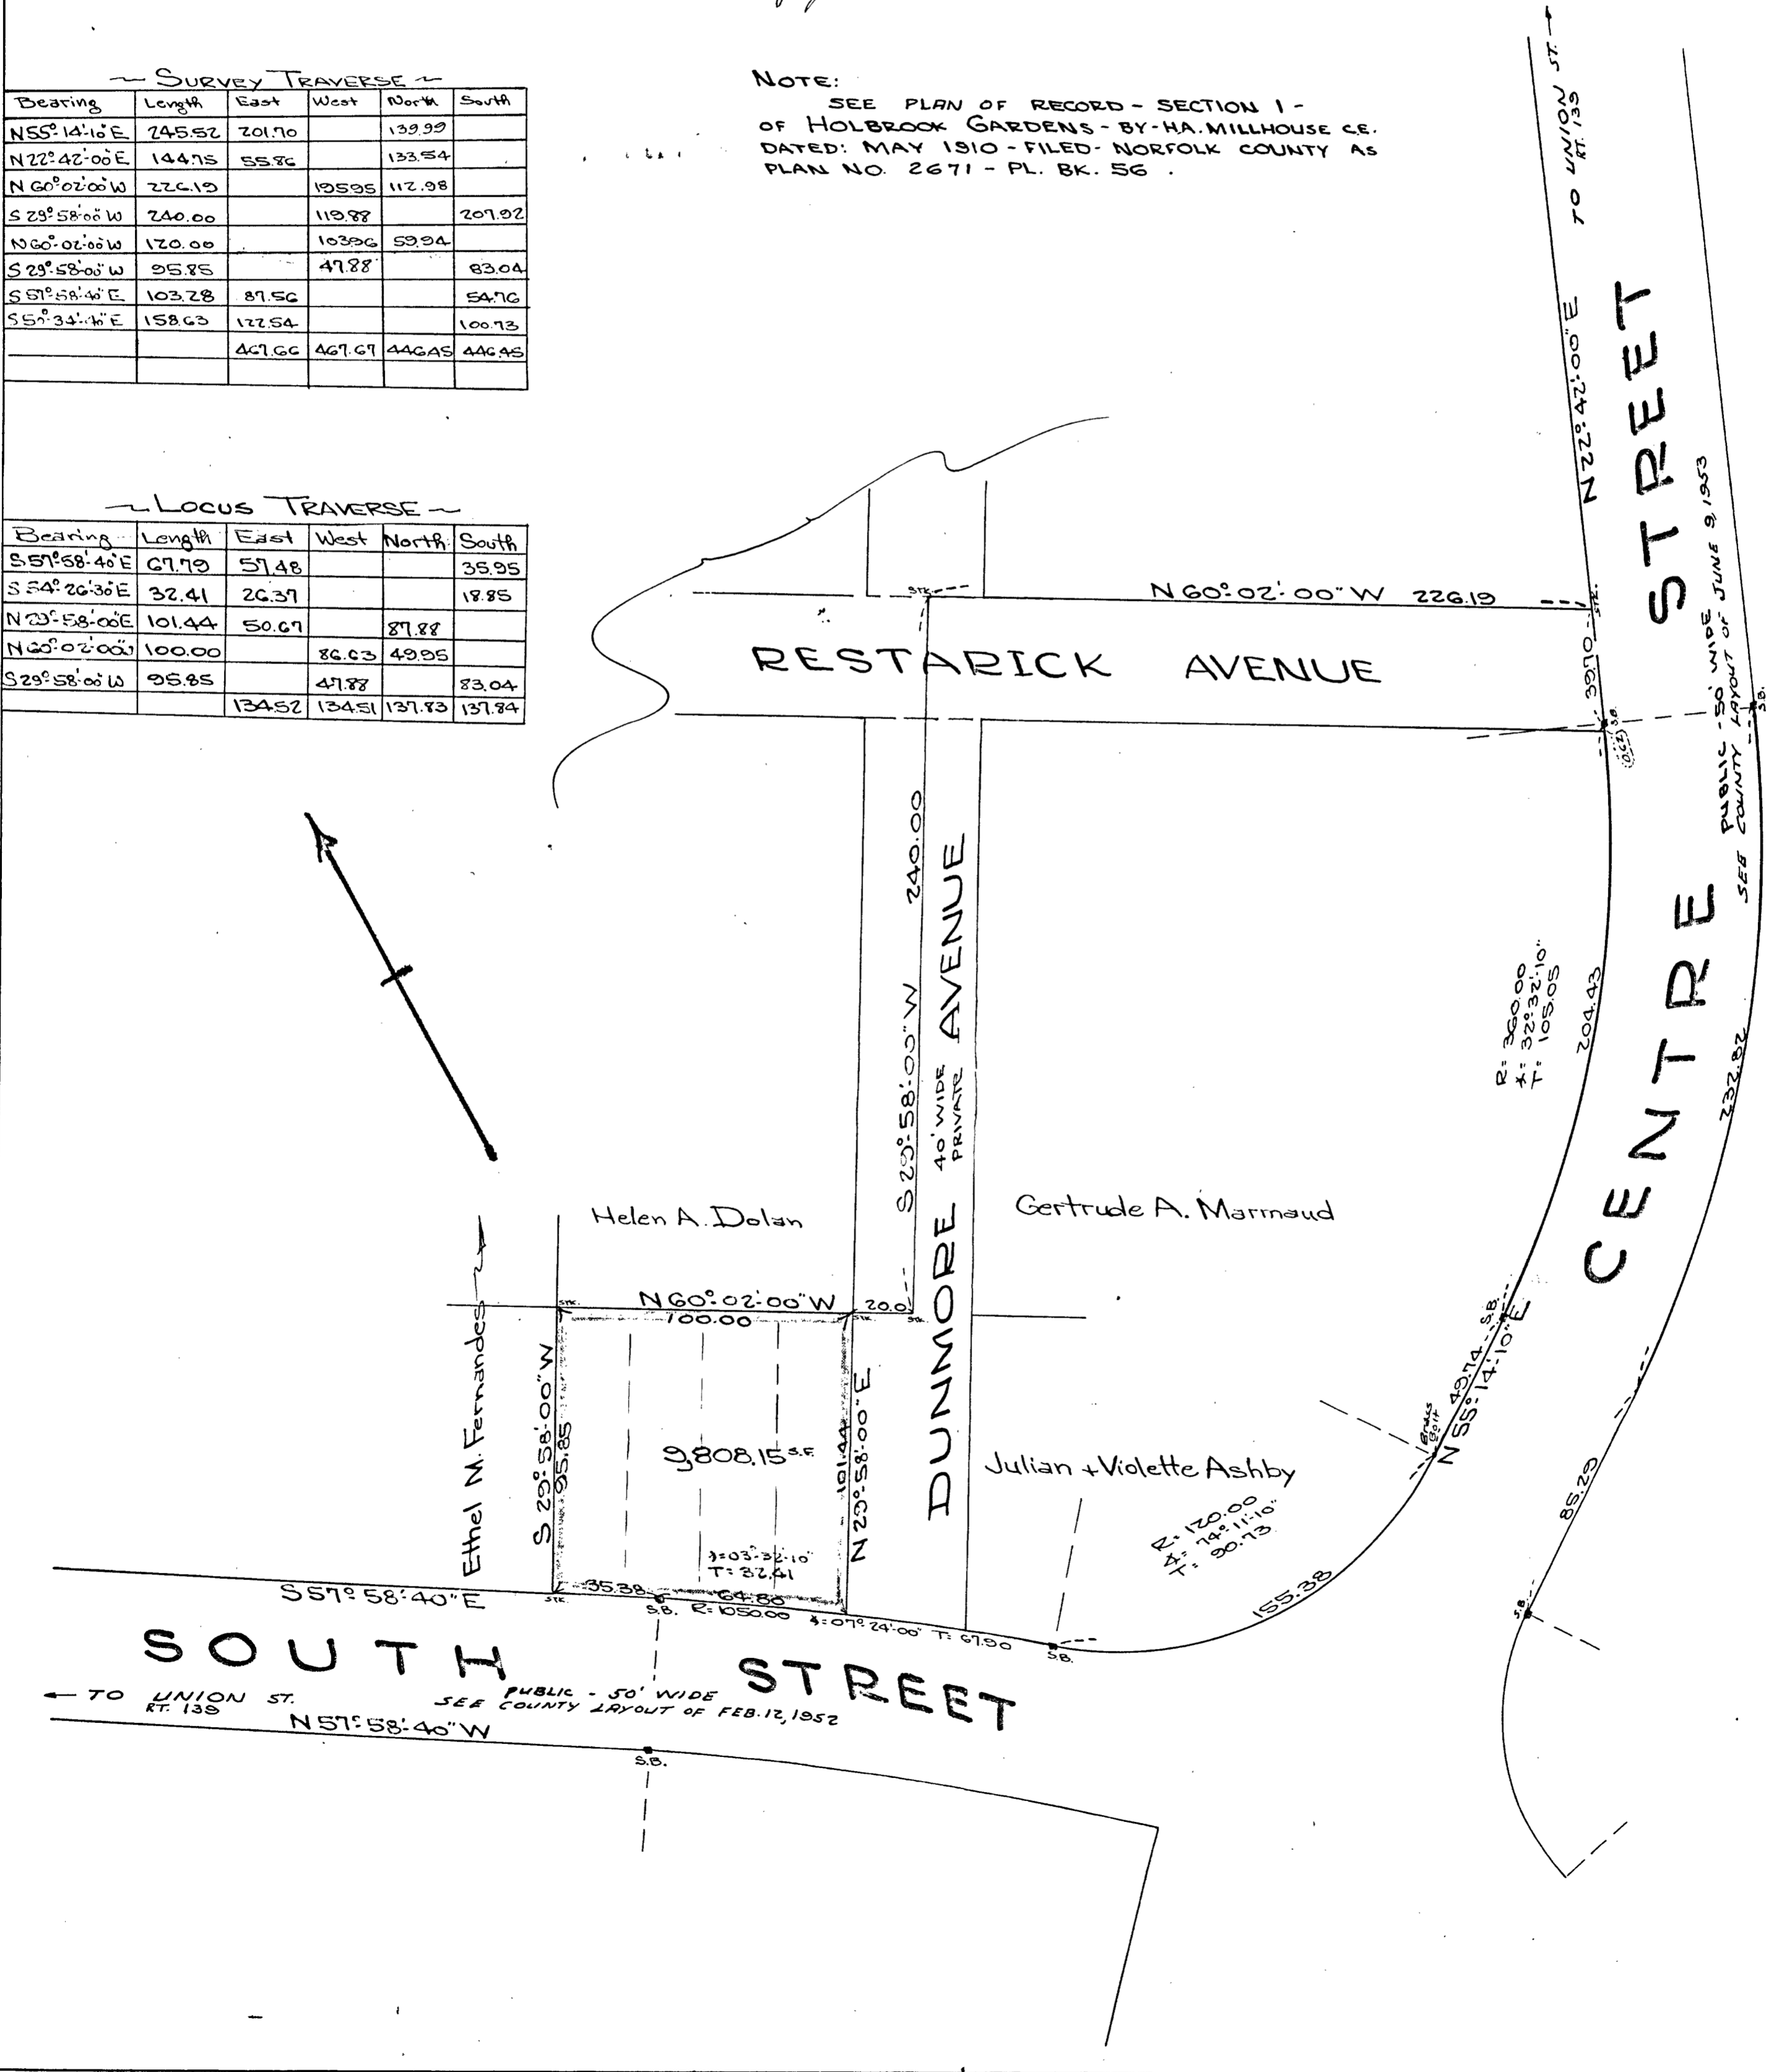 ~ SURVEY TRAVERSE ~
Bearing Length East West North South
N55°-14'-10"E 245.52 201.70 139.99
N22°-42'-00"E 144.75 55.86 133.54
N60°-02'-00"W 226.19 195.95 112.98
S29°-58'-00"W 240.00 119.88 207.92
N60°-02'-00"W 120.00 103.96 59.94
S29°-58'-00"W 95.85 47.88 83.04
S57°-58'-40"E 103.28 87.56 54.76
158.63 122.54 100.73
467.66 467.67 446.45 446.45
NOTE:
SEE PLAN OF RECORD - SECTION 1 -
OF HOLBROOK GARDENS - BY - H.A. MILLHOUSE C.E.
DATED: MAY 1910 - FILED - NORFOLK COUNTY AS
PLAN NO. 2671 - PL. BK. 56.
~ LOCUS TRAVERSE ~
Bearing Length East West North South
S57°-58'-40"E 67.79 57.48 35.95
S54°-26'-30"E 32.41 26.37 18.85
N29°-58'-00"E 101.44 50.67 87.88
N60°-02'-00"W 100.00 86.63 49.95
S29°-58'-00"W 95.85 47.88 83.04
134.52 134.51 137.83 137.84
TO UNION ST.
RT. 139
N22°-42'-00"E
CENTRE STREET
PUBLIC - 50' WIDE
SEE COUNTY LAYOUT OF JUNE 9, 1953
STK.
N60°-02'-00"W 226.19
STK.
RESTARICK AVENUE
39.70
S.B.
(0.62)
S.B.
S29°-58'-00"W 240.00
DUNMORE AVENUE
40' WIDE
PRIVATE
R= 360.00
∡= 32°-32'-10"
T= 105.05
204.43
232.82
Helen A. Dolan
Gertrude A. Marmaud
Ethel M. Fernandes
STK.
N60°-02'-00"W
100.00
STK.
20.0
STK.
S29°-58'-00"W
95.85
9,808.15 S.F.
101.44
N29°-58'-00"E
Julian + Violette Ashby
S.B.
49.74
N55°-14'-10"E
Brass
Bolt
R= 120.00
∡= 74°-11'-10"
T= 90.73
155.38
85.29
S.B.
∡=03°-32'-10"
T= 32.41
S57°-58'-40"E
STK.
35.38
64.80
S.B. R= 1050.00 ∡=07°-24'-00" T= 67.90
S.B.
SOUTH STREET
← TO UNION ST.
RT. 139
PUBLIC - 50' WIDE
SEE COUNTY LAYOUT OF FEB. 12, 1952
N57°-58'-40"W
S.B.